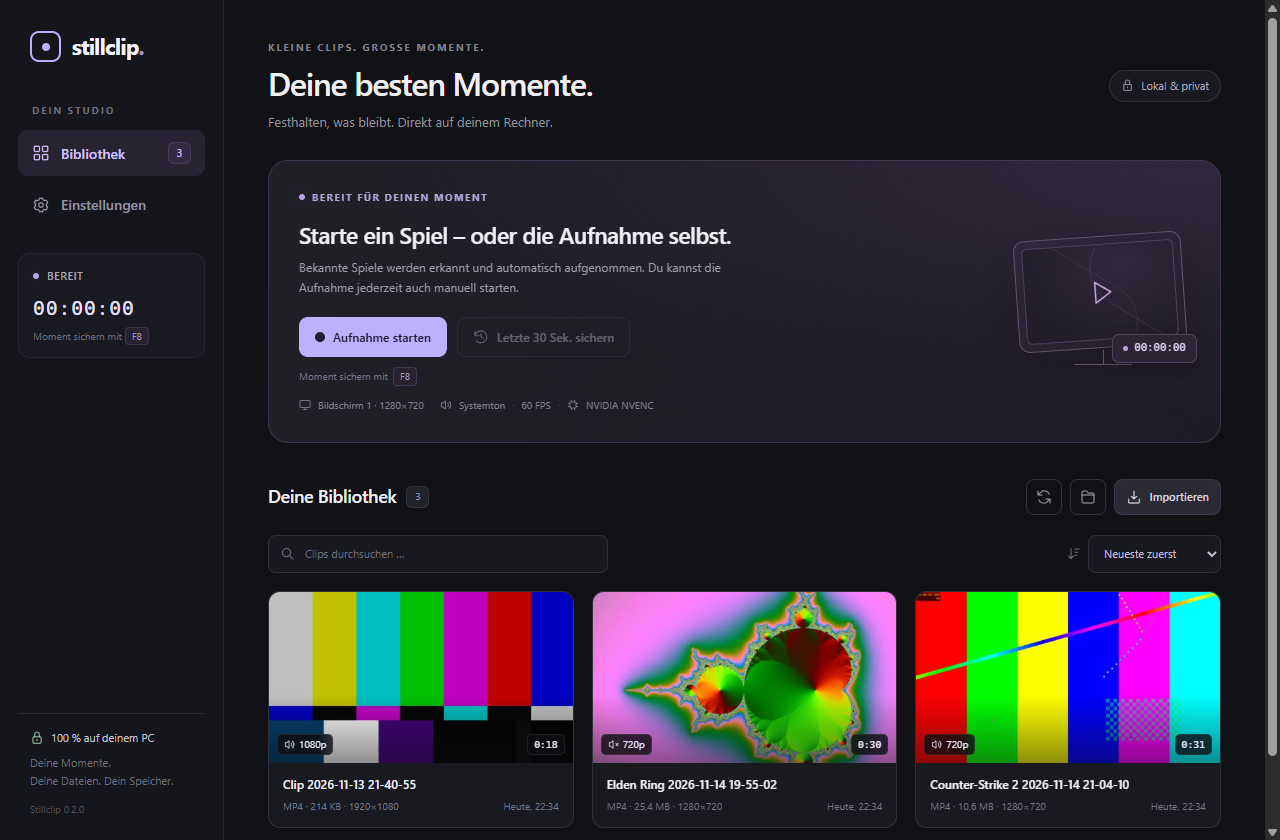 stillclip.
DEIN STUDIO
Bibliothek 3
Einstellungen
BEREIT
00:00:00
Moment sichern mit F8
100 % auf deinem PC
Deine Momente.
Deine Dateien. Dein Speicher.
Stillclip 0.2.0
KLEINE CLIPS. GROSSE MOMENTE.
Deine besten Momente.
Festhalten, was bleibt. Direkt auf deinem Rechner.
Lokal & privat
BEREIT FÜR DEINEN MOMENT
Starte ein Spiel – oder die Aufnahme selbst.
Bekannte Spiele werden erkannt und automatisch aufgenommen. Du kannst die
Aufnahme jederzeit auch manuell starten.
Aufnahme starten
Letzte 30 Sek. sichern
Moment sichern mit F8
Bildschirm 1 · 1280×720 · Systemton · 60 FPS · NVIDIA NVENC
00:00:00
Deine Bibliothek 3
Importieren
Clips durchsuchen ...
Neueste zuerst
1080p 0:18
Clip 2026-11-13 21-40-55
MP4 · 214 KB · 1920×1080 Heute, 22:34
720p 0:30
Elden Ring 2026-11-14 19-55-02
MP4 · 25,4 MB · 1280×720 Heute, 22:34
720p 0:31
Counter-Strike 2 2026-11-14 21-04-10
MP4 · 10,6 MB · 1280×720 Heute, 22:34